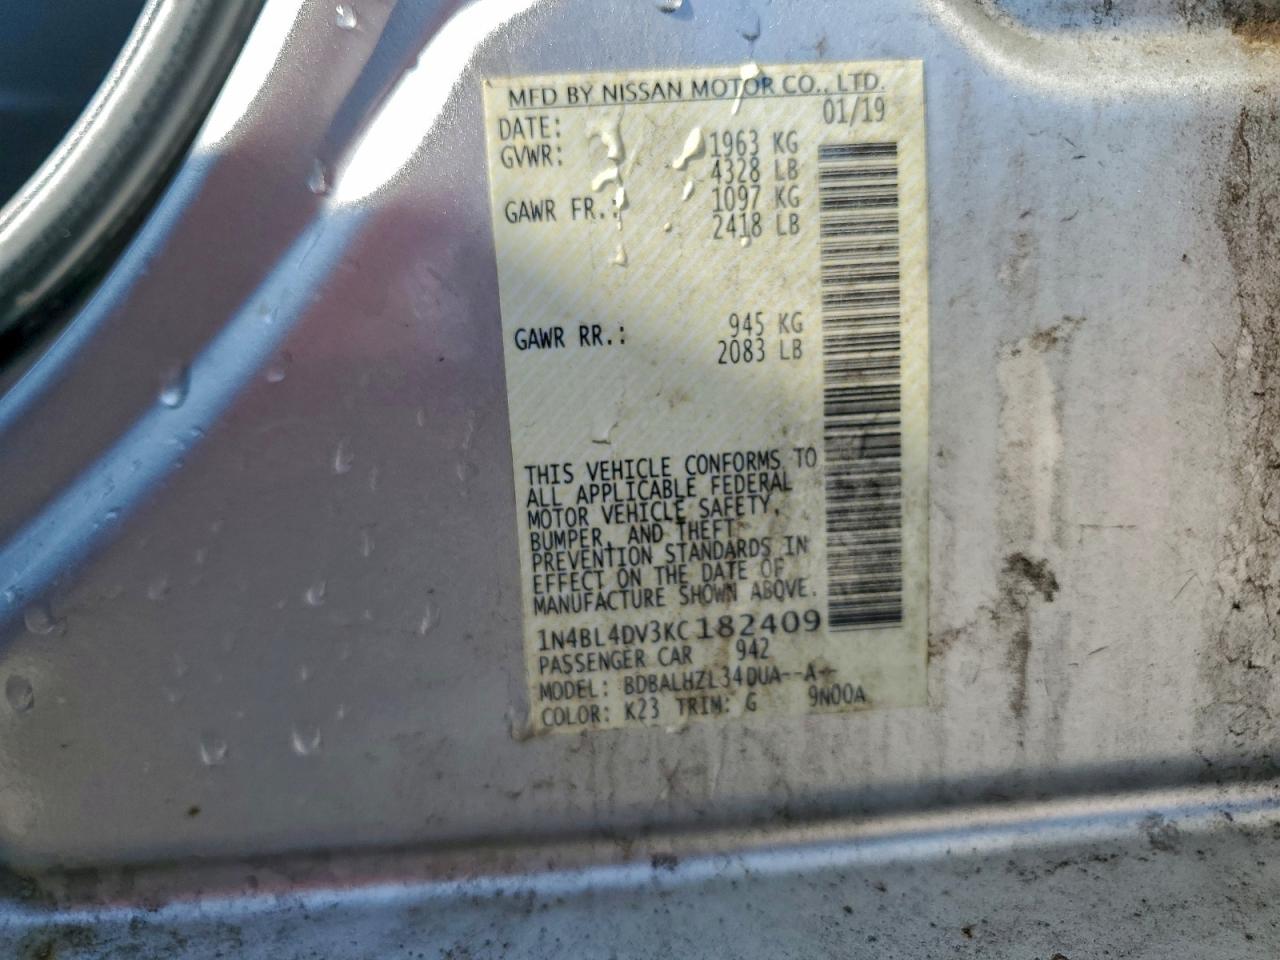 MFD BY NISSAN MOTOR CO., LTD.
DATE: 01/19
GVWR: 1963 KG
4328 LB
GAWR FR.: 1097 KG
2418 LB
GAWR RR.: 945 KG
2083 LB
THIS VEHICLE CONFORMS TO
ALL APPLICABLE FEDERAL
MOTOR VEHICLE SAFETY,
BUMPER, AND THEFT
PREVENTION STANDARDS IN
EFFECT ON THE DATE OF
MANUFACTURE SHOWN ABOVE.
1N4BL4DV3KC182409
PASSENGER CAR 942
MODEL: BDBALHZL34DUA--A-
COLOR: K23 TRIM: G 9N00A